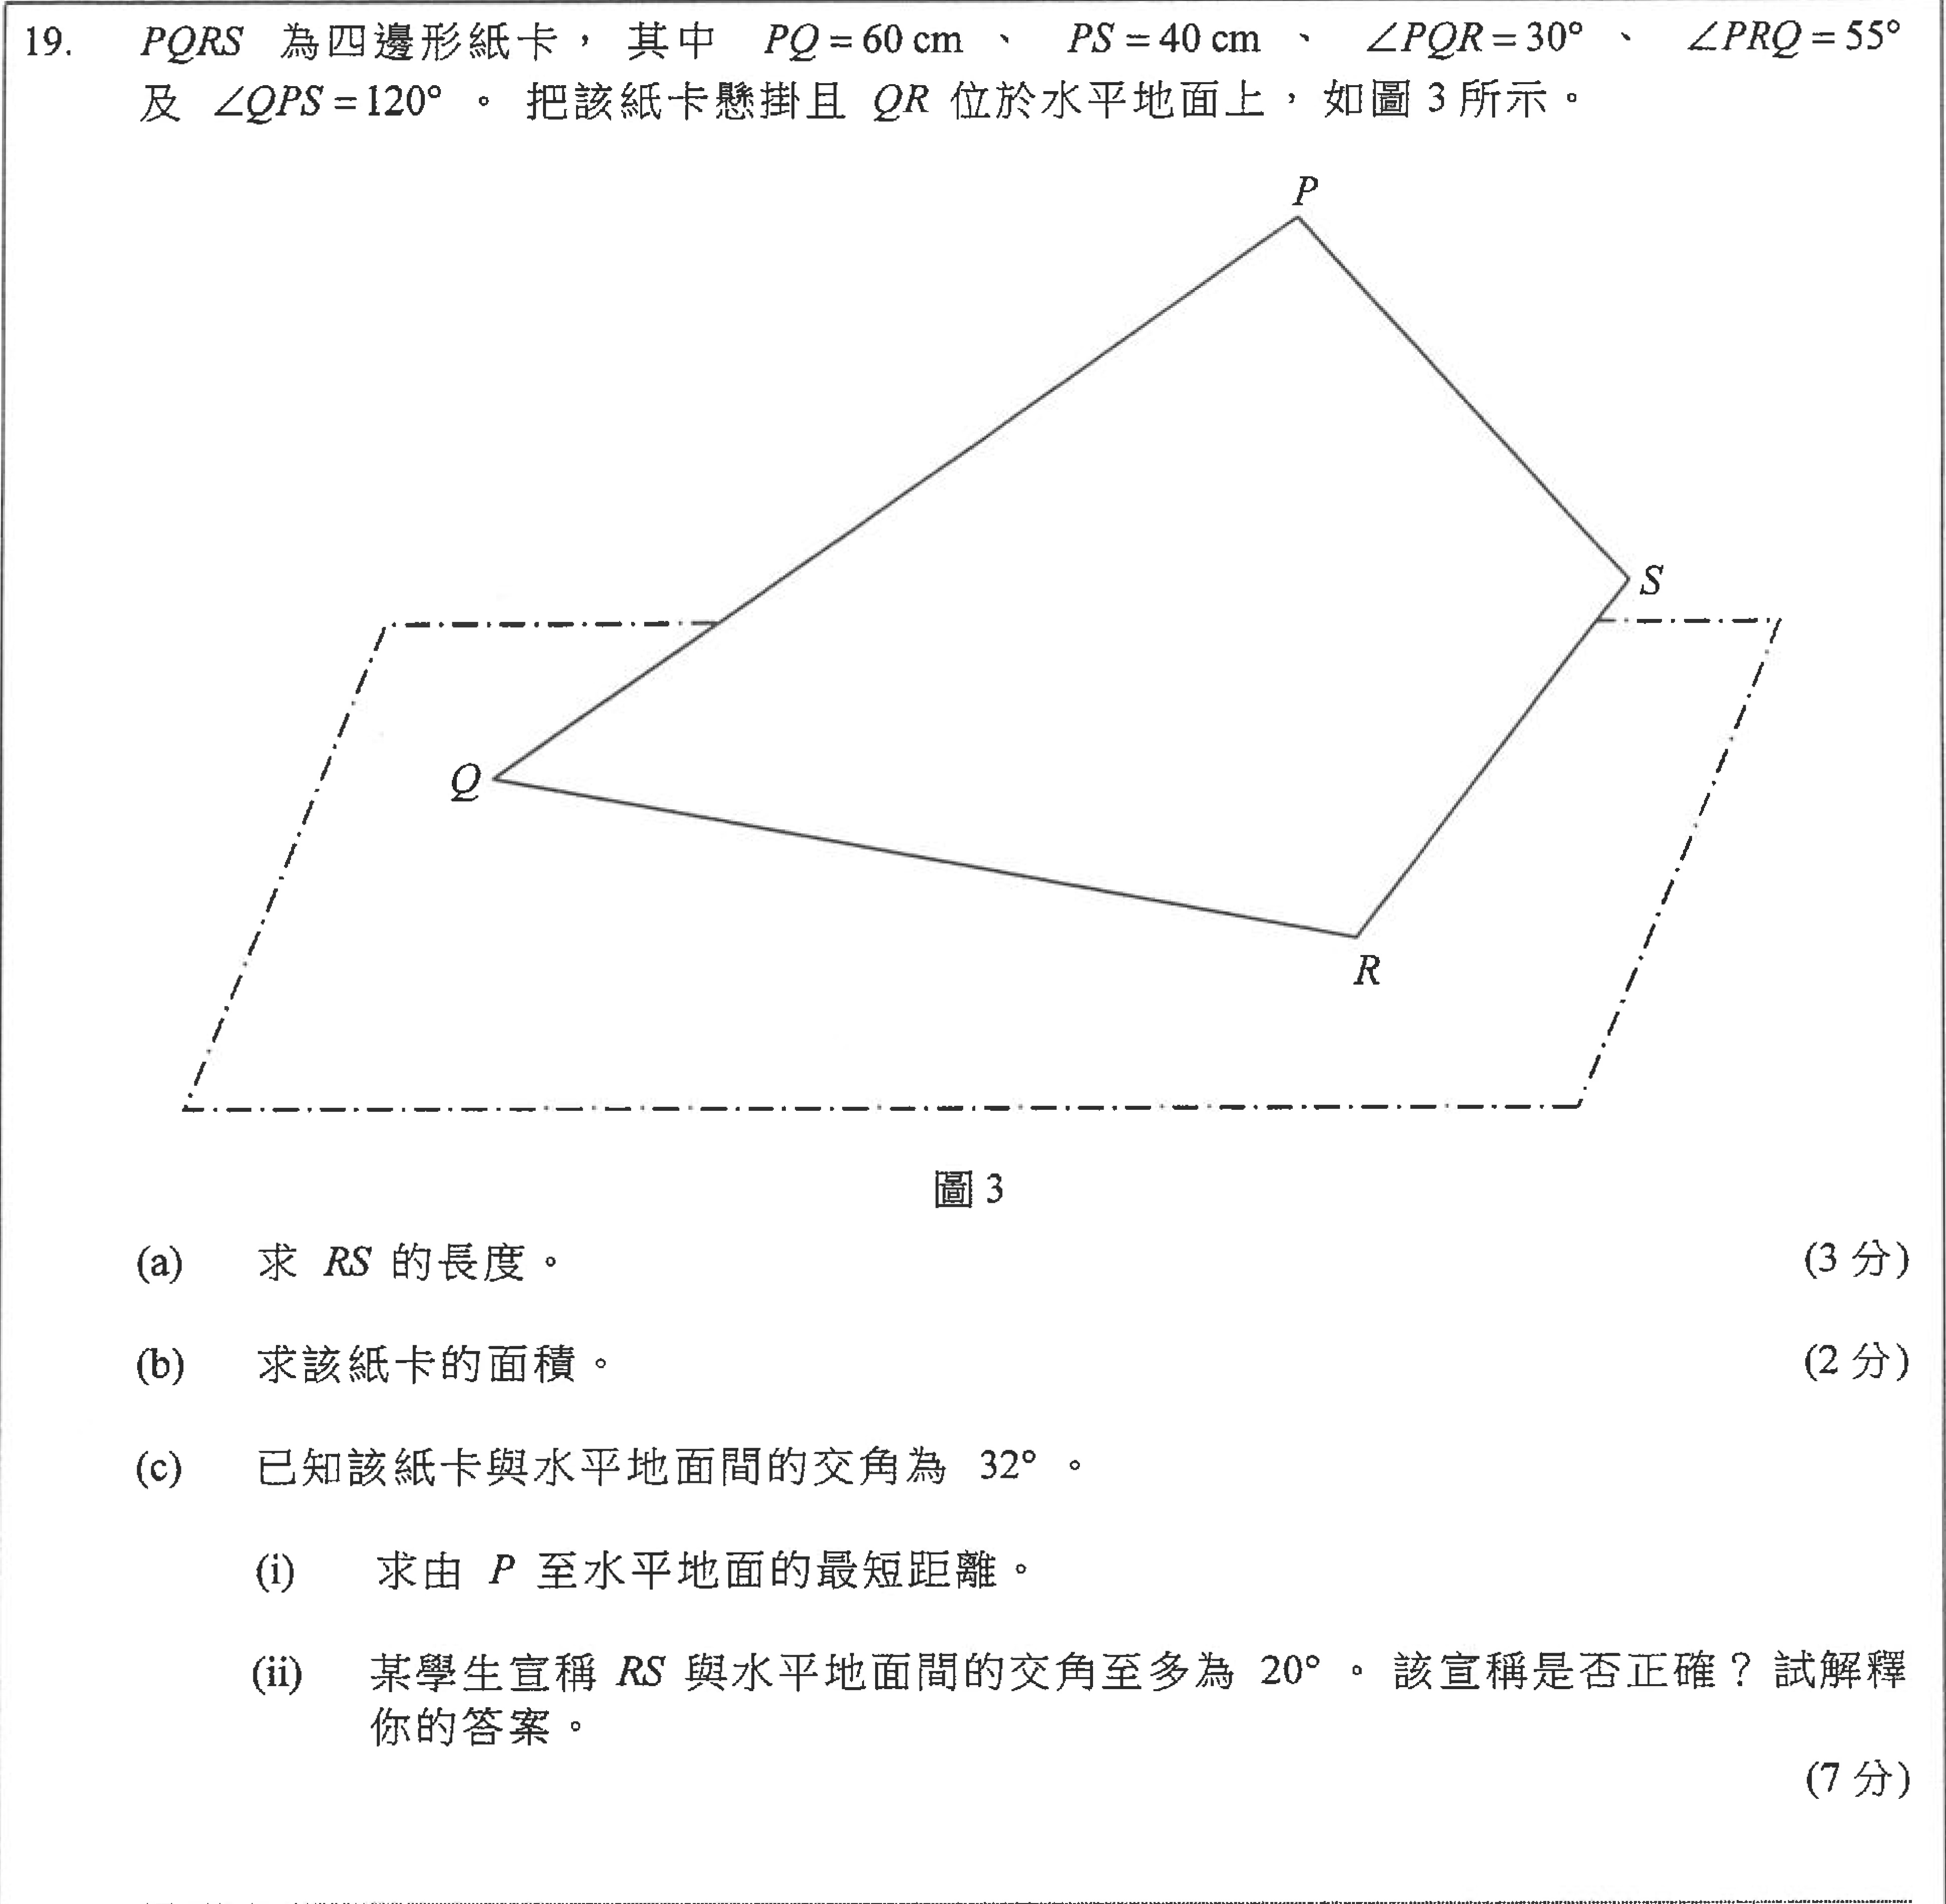 19. PQRS 為四邊形紙卡，其中 PQ = 60 cm 、 PS = 40 cm 、 ∠PQR = 30° 、 ∠PRQ = 55°
及 ∠QPS = 120° 。 把該紙卡懸掛且 QR 位於水平地面上，如圖 3 所示。
P
S
Q
R
圖 3
(a) 求 RS 的長度。 (3 分)
(b) 求該紙卡的面積。 (2 分)
(c) 已知該紙卡與水平地面間的交角為 32° 。
(i) 求由 P 至水平地面的最短距離。
(ii) 某學生宣稱 RS 與水平地面間的交角至多為 20° 。 該宣稱是否正確？試解釋
你的答案。
(7 分)